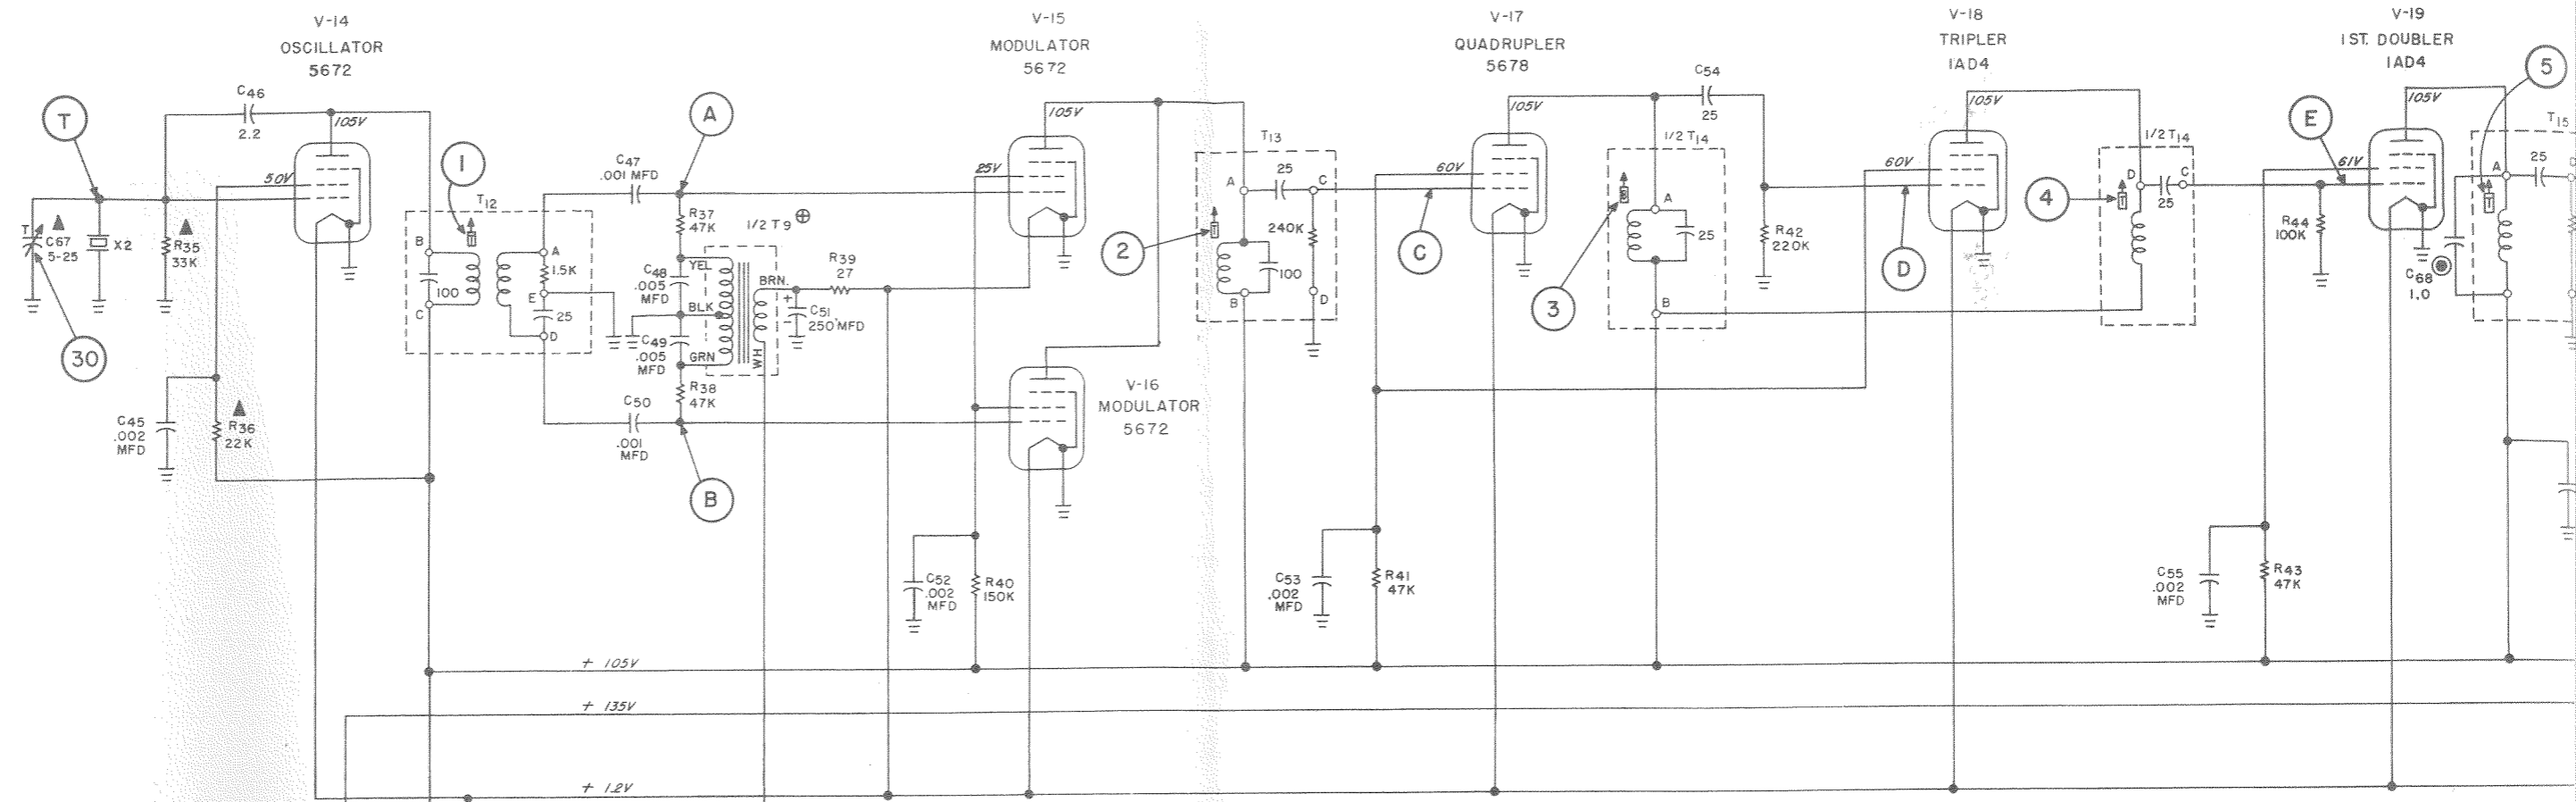 V-14
OSCILLATOR
5672
V-15
MODULATOR
5672
V-17
QUADRUPLER
5678
V-18
TRIPLER
1AD4
V-19
1ST. DOUBLER
1AD4
T
C46
2.2
105V
50V
T
C67
5-25
X2
R35
33K
30
C45
.002
MFD
R36
22K
1
T12
B
C
100
A
1.5K
E
25
D
C47
.001 MFD
A
R37
47K
1/2 T9
YEL
C48
.005
MFD
BLK
C49
.005
MFD
GRN
R38
47K
BRN.
WH
+
-
C51
250 MFD
R39
27
C50
.001
MFD
B
105V
25V
V-16
MODULATOR
5672
C52
.002
MFD
R40
150K
T13
2
A
25
C
240K
100
B
D
105V
60V
C
C53
.002
MFD
R41
47K
C54
25
1/2 T14
3
A
25
B
R42
220K
105V
60V
D
1/2 T14
4
D
C
25
105V
61V
E
R44
100K
5
T15
A
25
C68
1.0
C55
.002
MFD
R43
47K
+ 105V
+ 135V
+ 1.2V